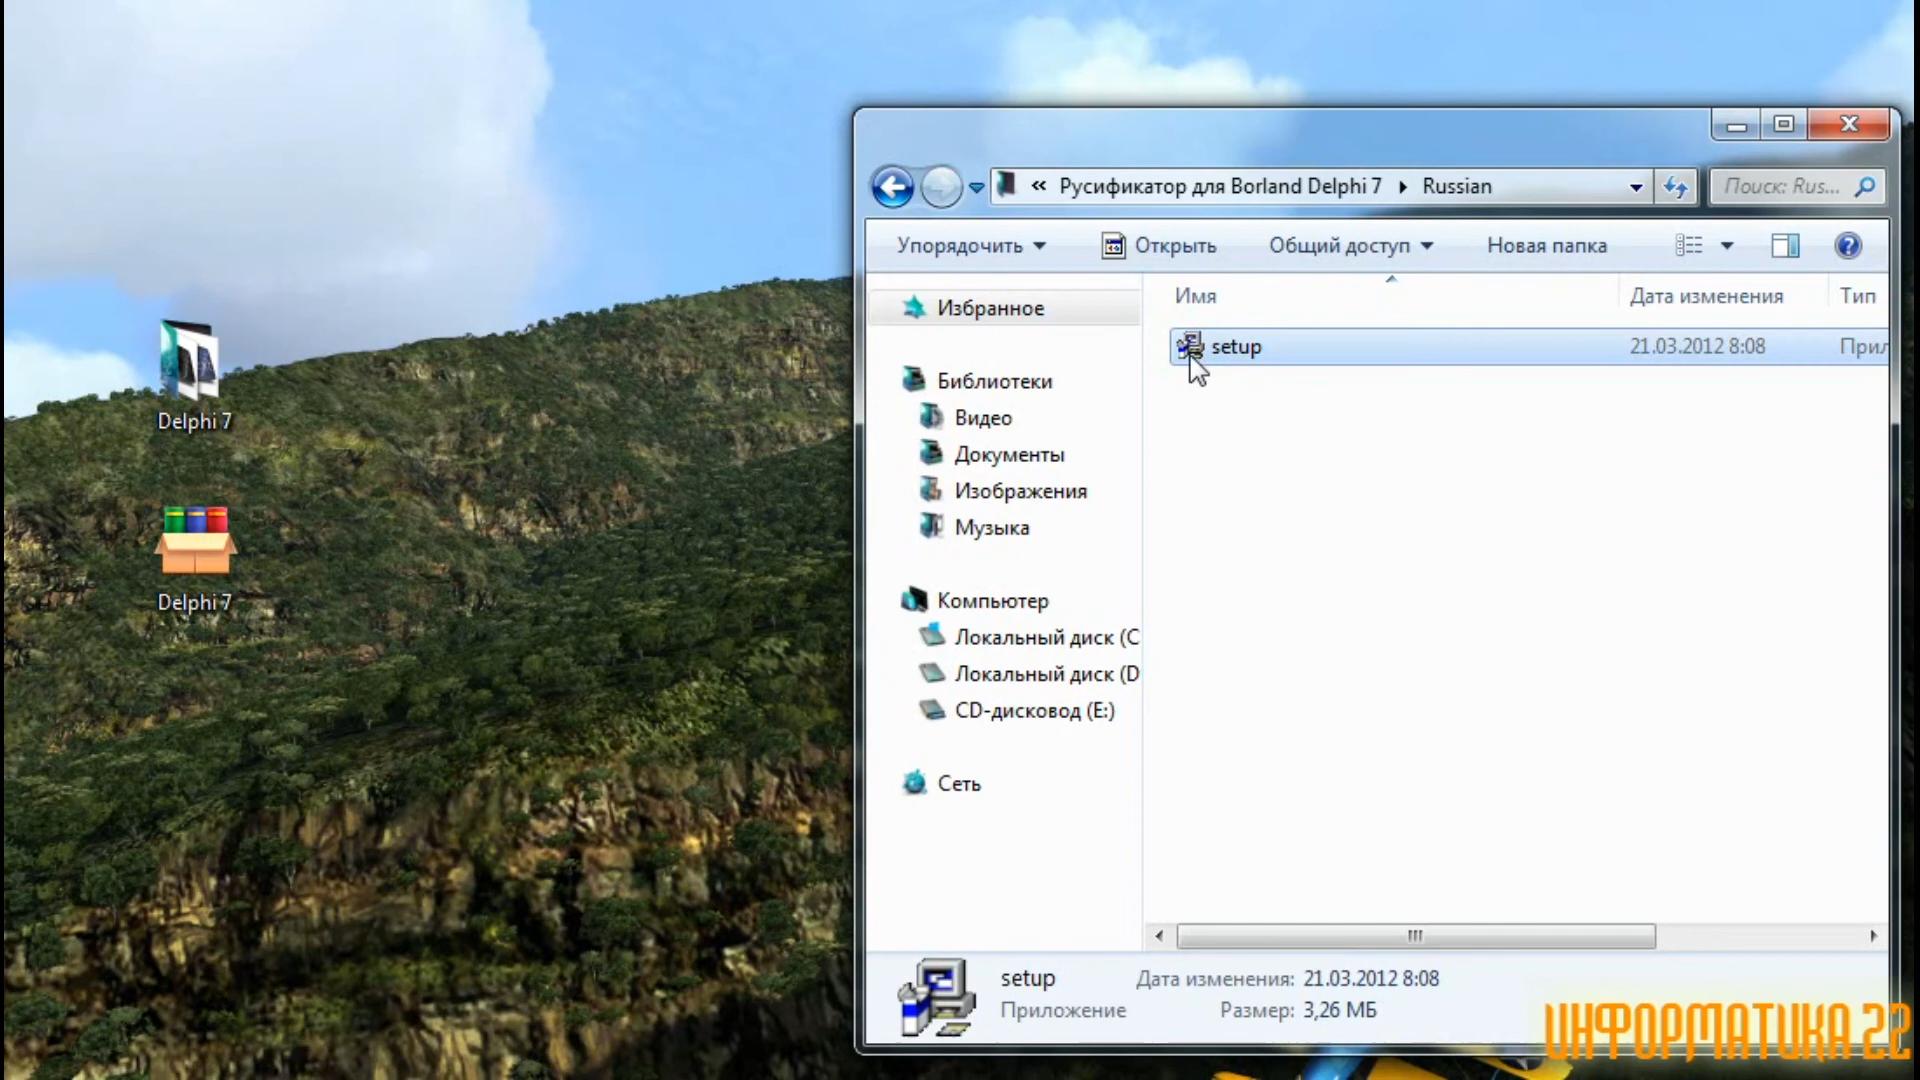 Delphi 7
Delphi 7
« Русификатор для Borland Delphi 7 Russian
Поиск: Rus...
Упорядочить Открыть Общий доступ Новая папка
Имя Дата изменения Тип
setup 21.03.2012 8:08 Прил
Избранное
Библиотеки
Видео
Документы
Изображения
Музыка
Компьютер
Локальный диск (C
Локальный диск (D
CD-дисковод (E:)
Сеть
setup Дата изменения: 21.03.2012 8:08
Приложение Размер: 3,26 МБ
ИНФОРМАТИКА 22